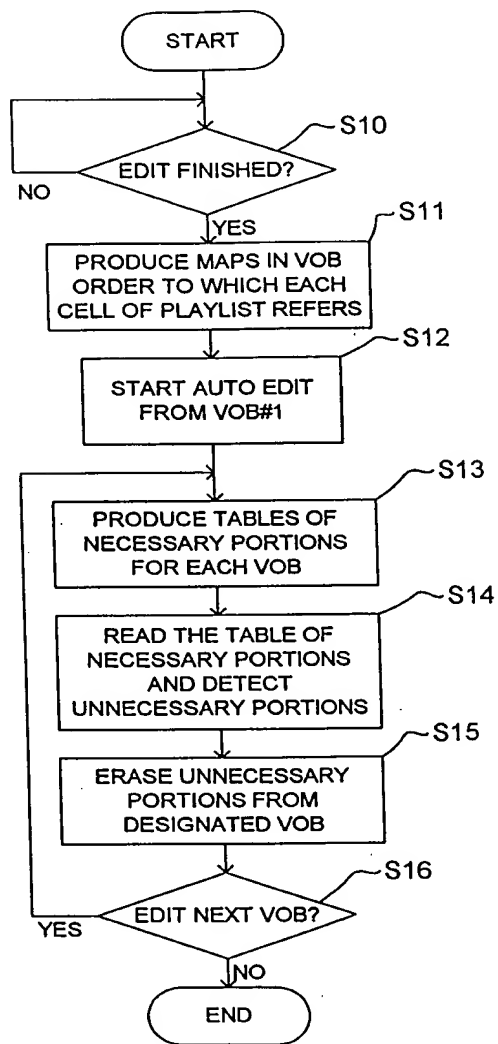 START
S10
EDIT FINISHED?
NO
YES
S11
PRODUCE MAPS IN VOB
ORDER TO WHICH EACH
CELL OF PLAYLIST REFERS
S12
START AUTO EDIT
FROM VOB#1
S13
PRODUCE TABLES OF
NECESSARY PORTIONS
FOR EACH VOB
S14
READ THE TABLE OF
NECESSARY PORTIONS
AND DETECT
UNNECESSARY PORTIONS
S15
ERASE UNNECESSARY
PORTIONS FROM
DESIGNATED VOB
S16
EDIT NEXT VOB?
YES
NO
END